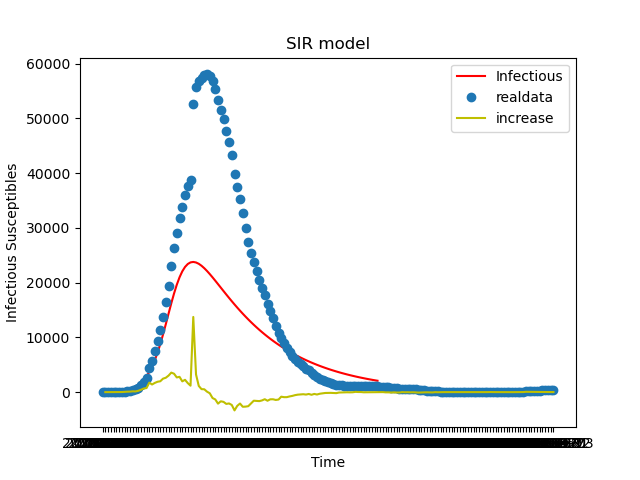 SIR model
Infectious
realdata
increase
60000
50000
40000
30000
20000
10000
0
Infectious Susceptibles
Time